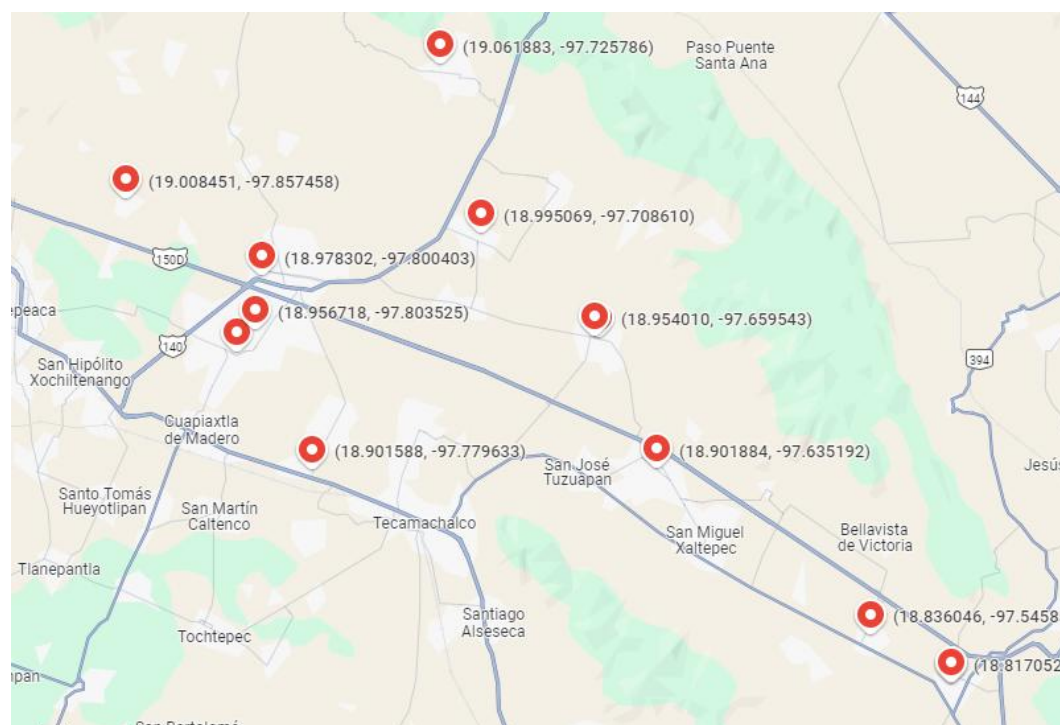 (19.061883, -97.725786)
Paso Puente
Santa Ana
144
(19.008451, -97.857458)
(18.995069, -97.708610)
150D
(18.978302, -97.800403)
epeaca
(18.956718, -97.803525)
(18.954010, -97.659543)
140
394
San Hipólito
Xochiltenango
Cuapiaxtla
de Madero
(18.901588, -97.779633)
(18.901884, -97.635192)
San José
Tuzuapan
Jesús
Santo Tomás
Hueyotlipan
San Martín
Caltenco
Tecamachalco
San Miguel
Xaltepec
Bellavista
de Victoria
Tlanepantla
Santiago
Alseseca
(18.836046, -97.5458
Tochtepec
(18.817052
npan
San Bartolomé